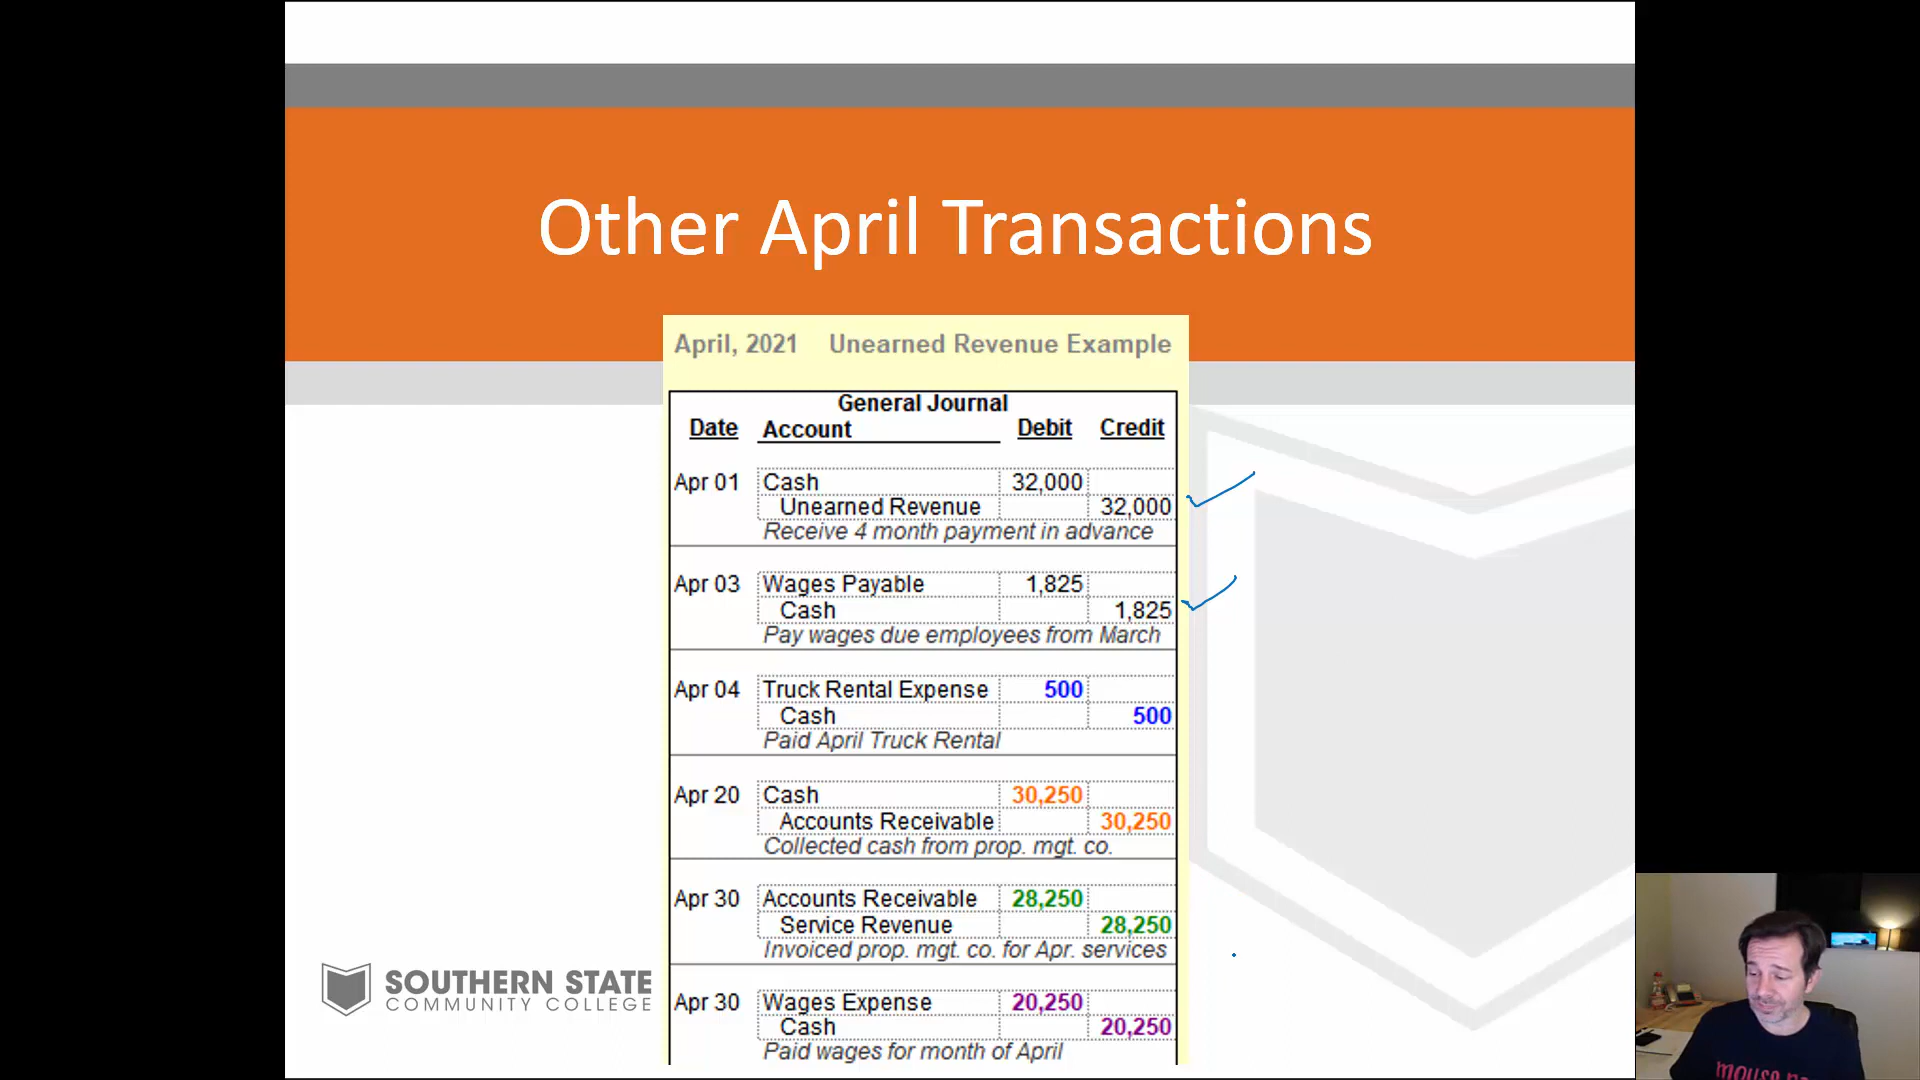 Other April Transactions
April, 2021 Unearned Revenue Example
General Journal
Date Account Debit Credit
Apr 01 Cash 32,000
Unearned Revenue 32,000
Receive 4 month payment in advance
Apr 03 Wages Payable 1,825
Cash 1,825
Pay wages due employees from March
Apr 04 Truck Rental Expense 500
Cash 500
Paid April Truck Rental
Apr 20 Cash 30,250
Accounts Receivable 30,250
Collected cash from prop. mgt. co.
Apr 30 Accounts Receivable 28,250
Service Revenue 28,250
Invoiced prop. mgt. co. for Apr. services
Apr 30 Wages Expense 20,250
Cash 20,250
Paid wages for month of April
SOUTHERN STATE
COMMUNITY COLLEGE
mouse